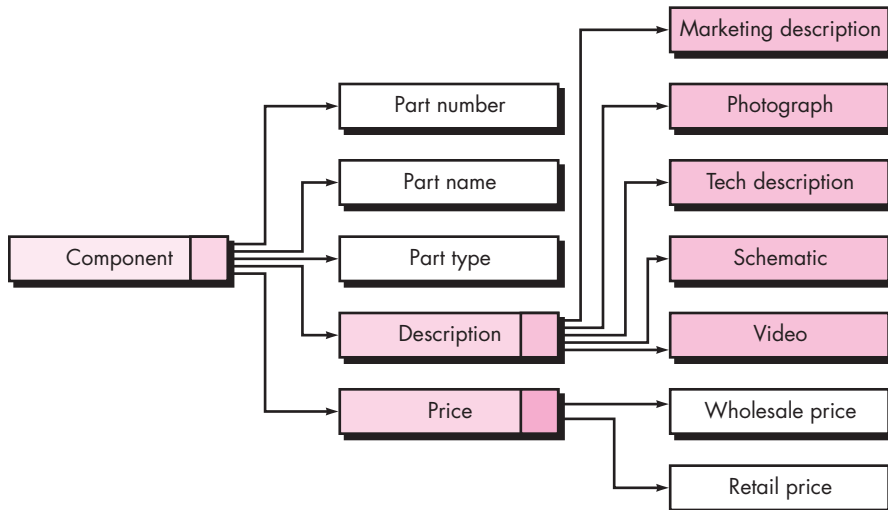 Marketing description
Part number
Photograph
Part name
Tech description
Component
Part type
Schematic
Description
Video
Price
Wholesale price
Retail price